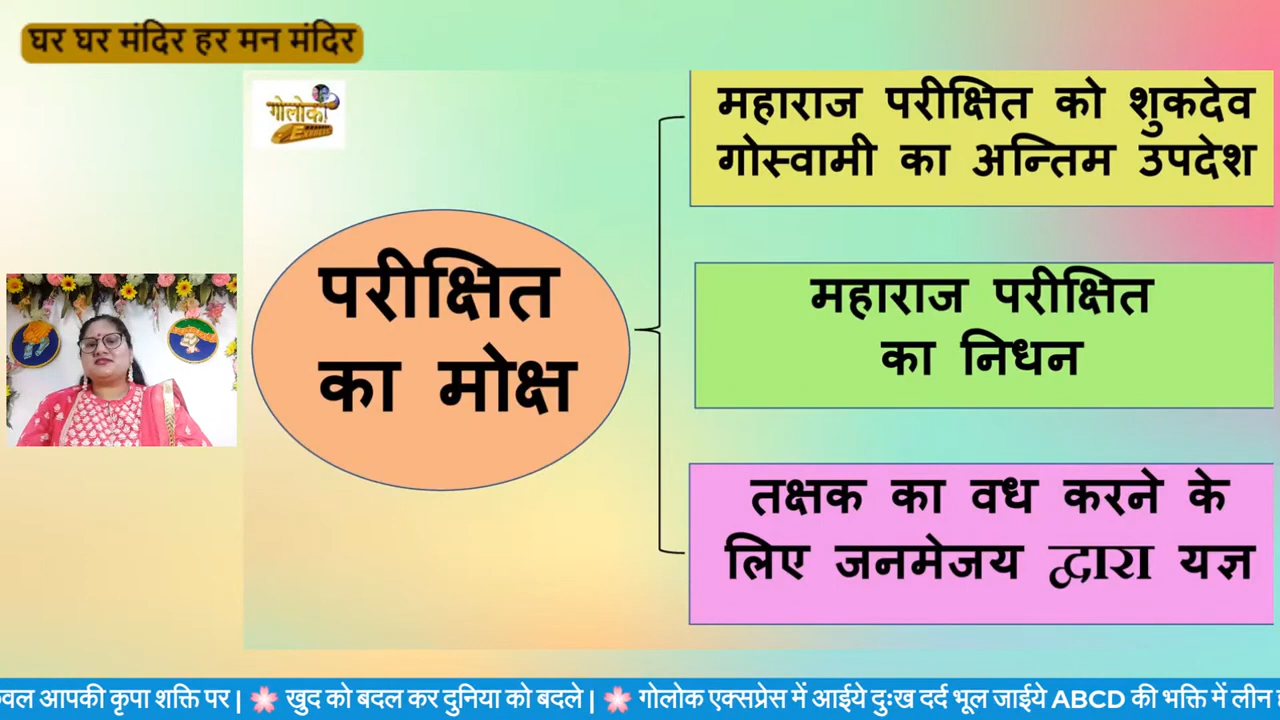 घर घर मंदिर हर मन मंदिर
गोलोक
EXPRESS
परीक्षित
का मोक्ष
महाराज परीक्षित को शुकदेव
गोस्वामी का अन्तिम उपदेश
महाराज परीक्षित
का निधन
तक्षक का वध करने के
लिए जनमेजय द्वारा यज्ञ
आपकी कृपा शक्ति पर | 🌸 खुद को बदल कर दुनिया को बदले | 🌸 गोलोक एक्सप्रेस में आईये दुःख दर्द भूल जाईये ABCD की भक्ति में लीन